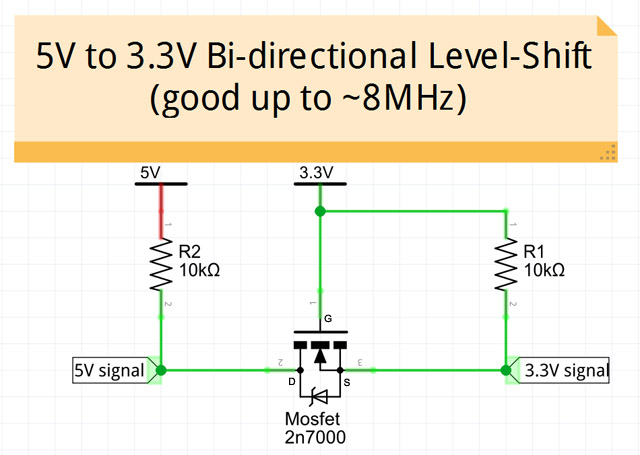 5V to 3.3V Bi-directional Level-Shift
(good up to ~8MHz)
5V
3.3V
1
R2
10kΩ
2
1
R1
10kΩ
2
1
G
5V signal
2
D
S
3
3.3V signal
Mosfet
2n7000